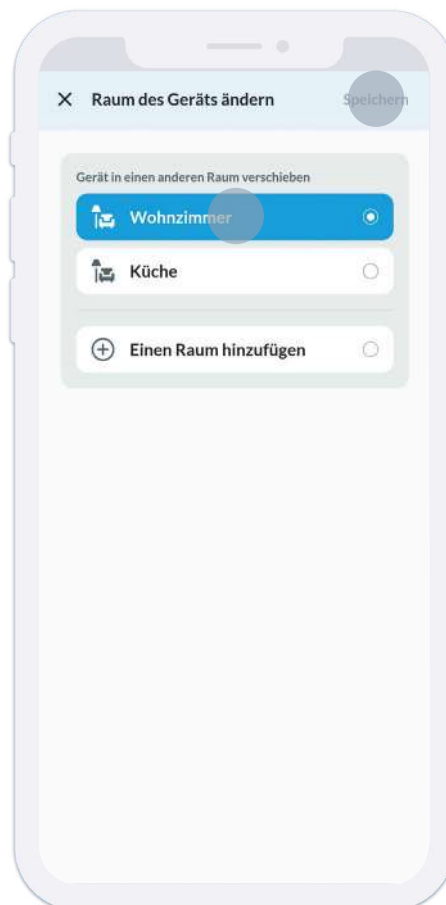 Raum des Geräts ändern Speichern
Gerät in einen anderen Raum verschieben
Wohnzimmer
Küche
Einen Raum hinzufügen